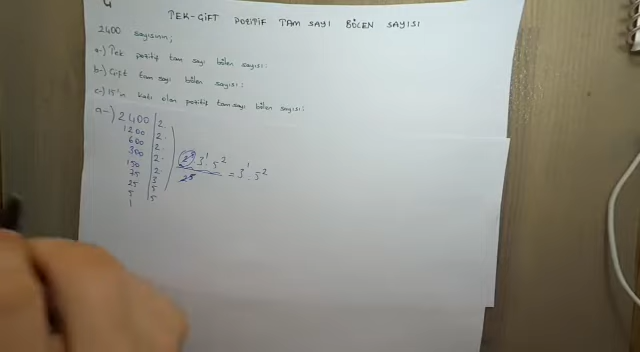 TEK-ÇİFT POZİTİF TAM SAYI BÖLEN SAYISI
2400 sayısının;
a-) Tek pozitif tam sayı bölen sayısı:
b-) Çift tam sayı bölen sayısı:
c-) 15'in katı olan pozitif tam sayı bölen sayısı:
a-) 2400 | 2
1200 | 2
600 | 2
300 | 2
150 | 2
75 | 3
25 | 5
5 | 5
1
2⁵ 3¹. 5² / 2⁵ = 3¹. 5²